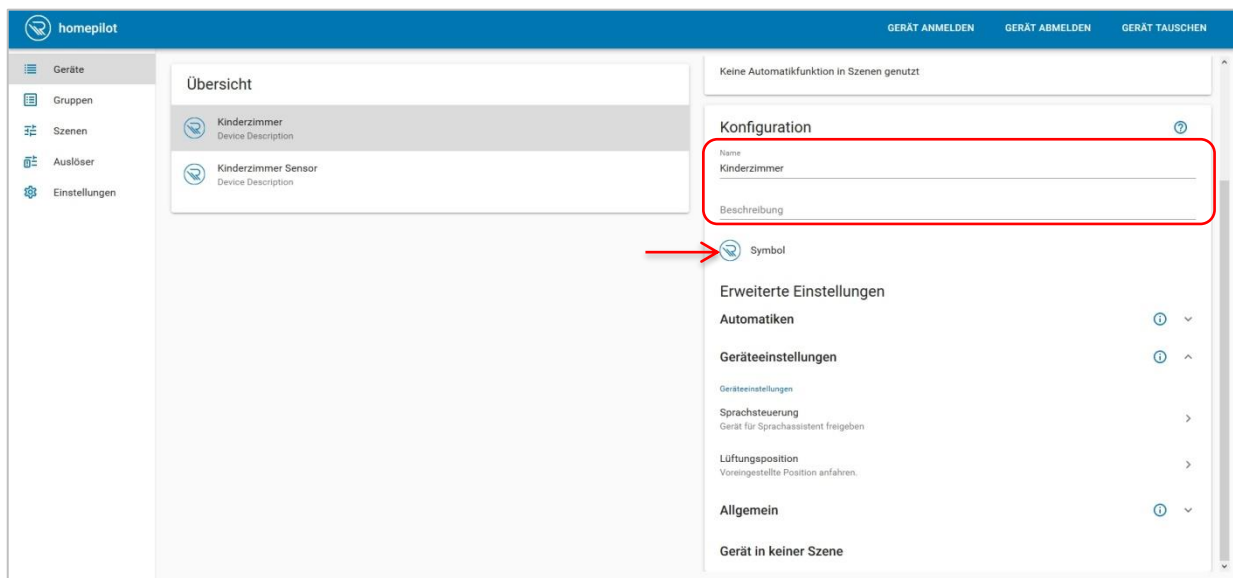 homepilot
GERÄT ANMELDEN
GERÄT ABMELDEN
GERÄT TAUSCHEN
Geräte
Gruppen
Szenen
Auslöser
Einstellungen
Übersicht
Kinderzimmer
Device Description
Kinderzimmer Sensor
Device Description
Keine Automatikfunktion in Szenen genutzt
Konfiguration
Name
Kinderzimmer
Beschreibung
Symbol
Erweiterte Einstellungen
Automatiken
Geräteeinstellungen
Geräteeinstellungen
Sprachsteuerung
Gerät für Sprachassistent freigeben
Lüftungsposition
Voreingestellte Position anfahren.
Allgemein
Gerät in keiner Szene